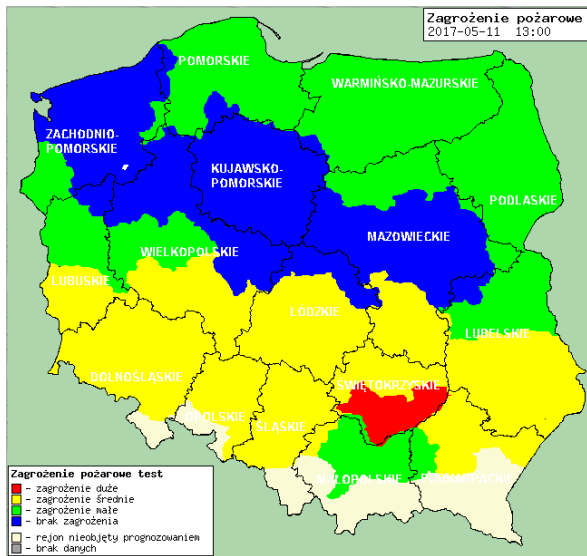 Zagrożenie pożarowe
2017-05-11 13:00
POMORSKIE
WARMIŃSKO-MAZURSKIE
ZACHODNIO-
POMORSKIE
KUJAWSKO-
POMORSKIE
PODLASKIE
MAZOWIECKIE
WIELKOPOLSKIE
LUBUSKIE
ŁÓDZKIE
LUBELSKIE
DOLNOŚLĄSKIE
ŚWIĘTOKRZYSKIE
OPOLSKIE
ŚLĄSKIE
MAŁOPOLSKIE
PODKARPACKIE
Zagrożenie pożarowe test
- zagrożenie duże
- zagrożenie średnie
- zagrożenie małe
- brak zagrożenia
- rejon nieobjęty prognozowaniem
- brak danych